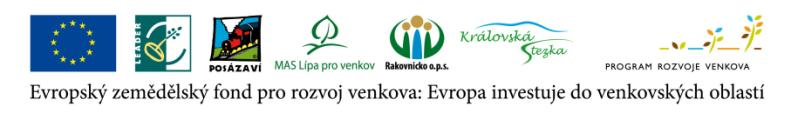 LEADER
POSÁZAVÍ
MAS Lípa pro venkov
Rakovnicko o.p.s.
Královská
stezka
PROGRAM ROZVOJE VENKOVA
Evropský zemědělský fond pro rozvoj venkova: Evropa investuje do venkovských oblastí